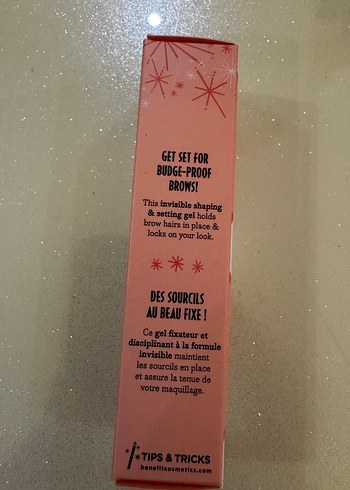 GET SET FOR
BUDGE-PROOF
BROWS!
This invisible shaping
& setting gel holds
brow hairs in place &
locks on your look.
DES SOURCILS
AU BEAU FIXE !
Ce gel fixateur et
disciplinant à la formule
invisible maintient
les sourcils en place
et assure la tenue de
votre maquillage.
TIPS & TRICKS
benefitcosmetics.com